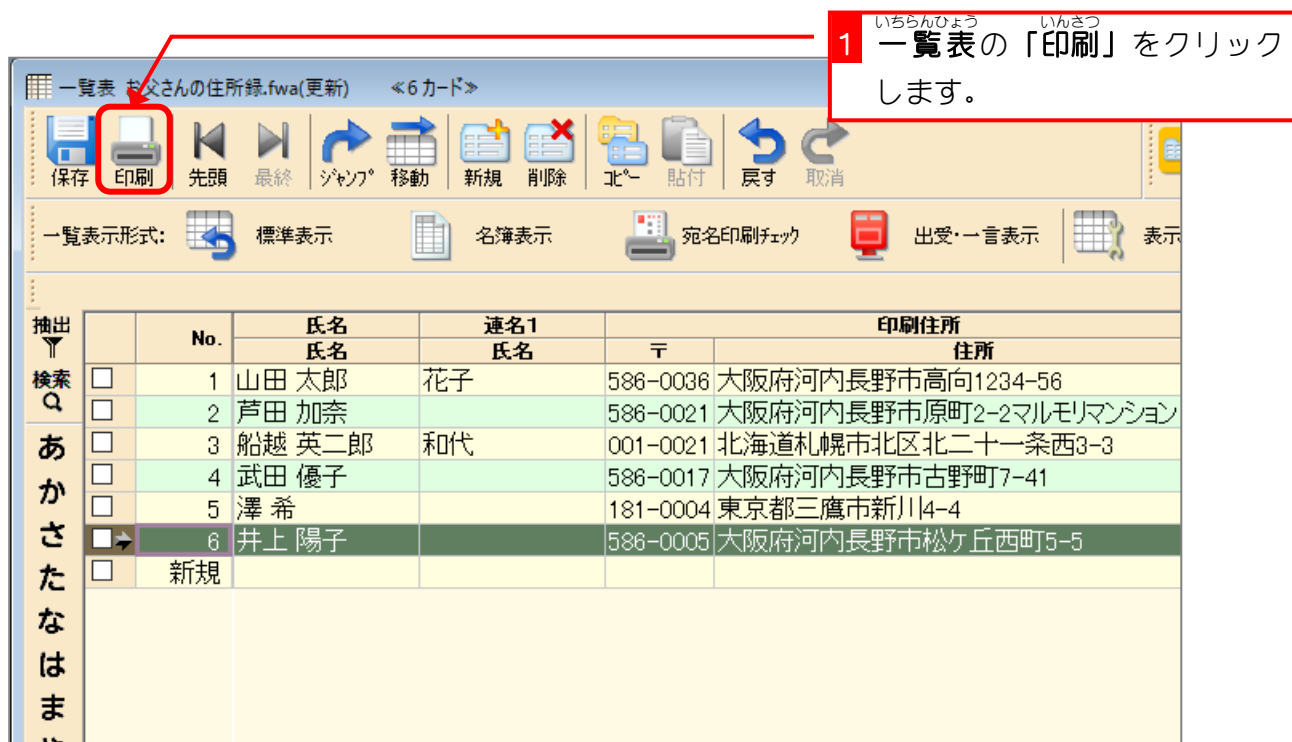 いちらんひょう いんさつ
1 一覧表の「印刷」をクリック
します。
一覧表 お父さんの住所録.fwa(更新) ≪6 カード≫
保存 印刷 先頭 最終 ジャンプ 移動 新規 削除 コピー 貼付 戻す 取消
一覧表示形式: 標準表示 名簿表示 宛名印刷チェック 出受・一言表示 表示
抽出
検索
No. 氏名 連名1 印刷住所
氏名 氏名 〒 住所
1 山田 太郎 花子 586-0036 大阪府河内長野市高向1234-56
2 芦田 加奈 586-0021 大阪府河内長野市原町2-2マルモリマンション
3 船越 英二郎 和代 001-0021 北海道札幌市北区北二十一条西3-3
4 武田 優子 586-0017 大阪府河内長野市古野町7-41
5 澤 希 181-0004 東京都三鷹市新川4-4
6 井上 陽子 586-0005 大阪府河内長野市松ケ丘西町5-5
新規
あ
か
さ
た
な
は
ま